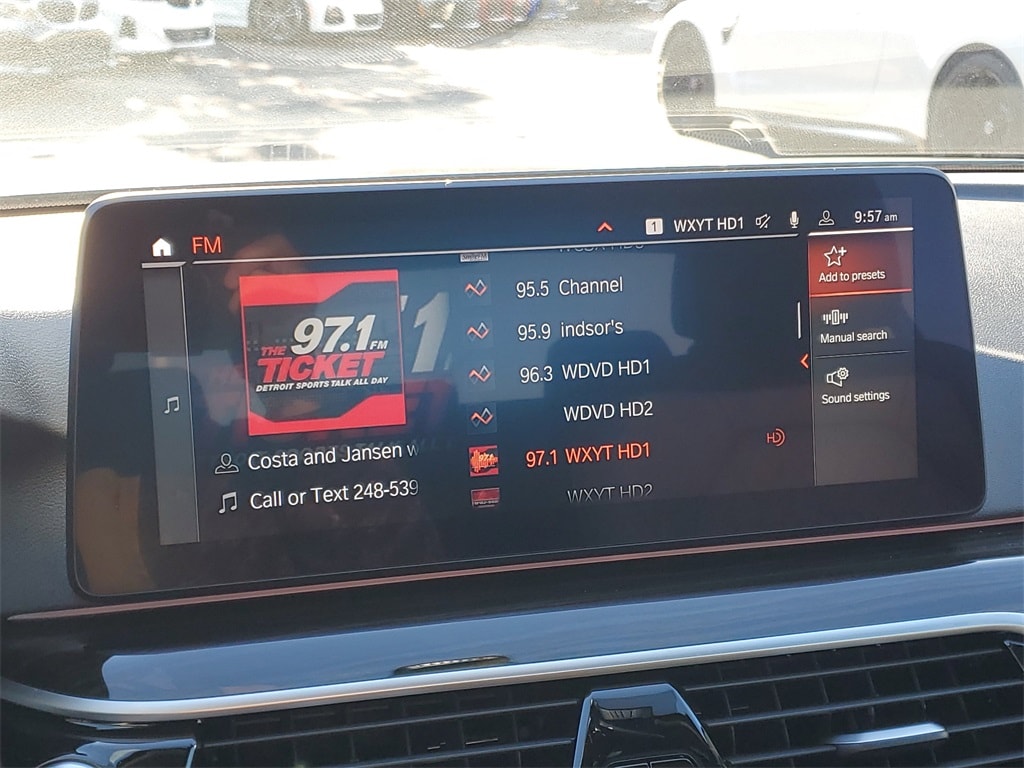 FM
1 WXYT HD1
9:57 am
97.1 FM
THE
TICKET
DETROIT SPORTS TALK ALL DAY
Costa and Jansen w
Call or Text 248-539
95.5 Channel
95.9 indsor's
96.3 WDVD HD1
WDVD HD2
97.1 WXYT HD1
HD
WXYT HD2
Add to presets
Manual search
Sound settings